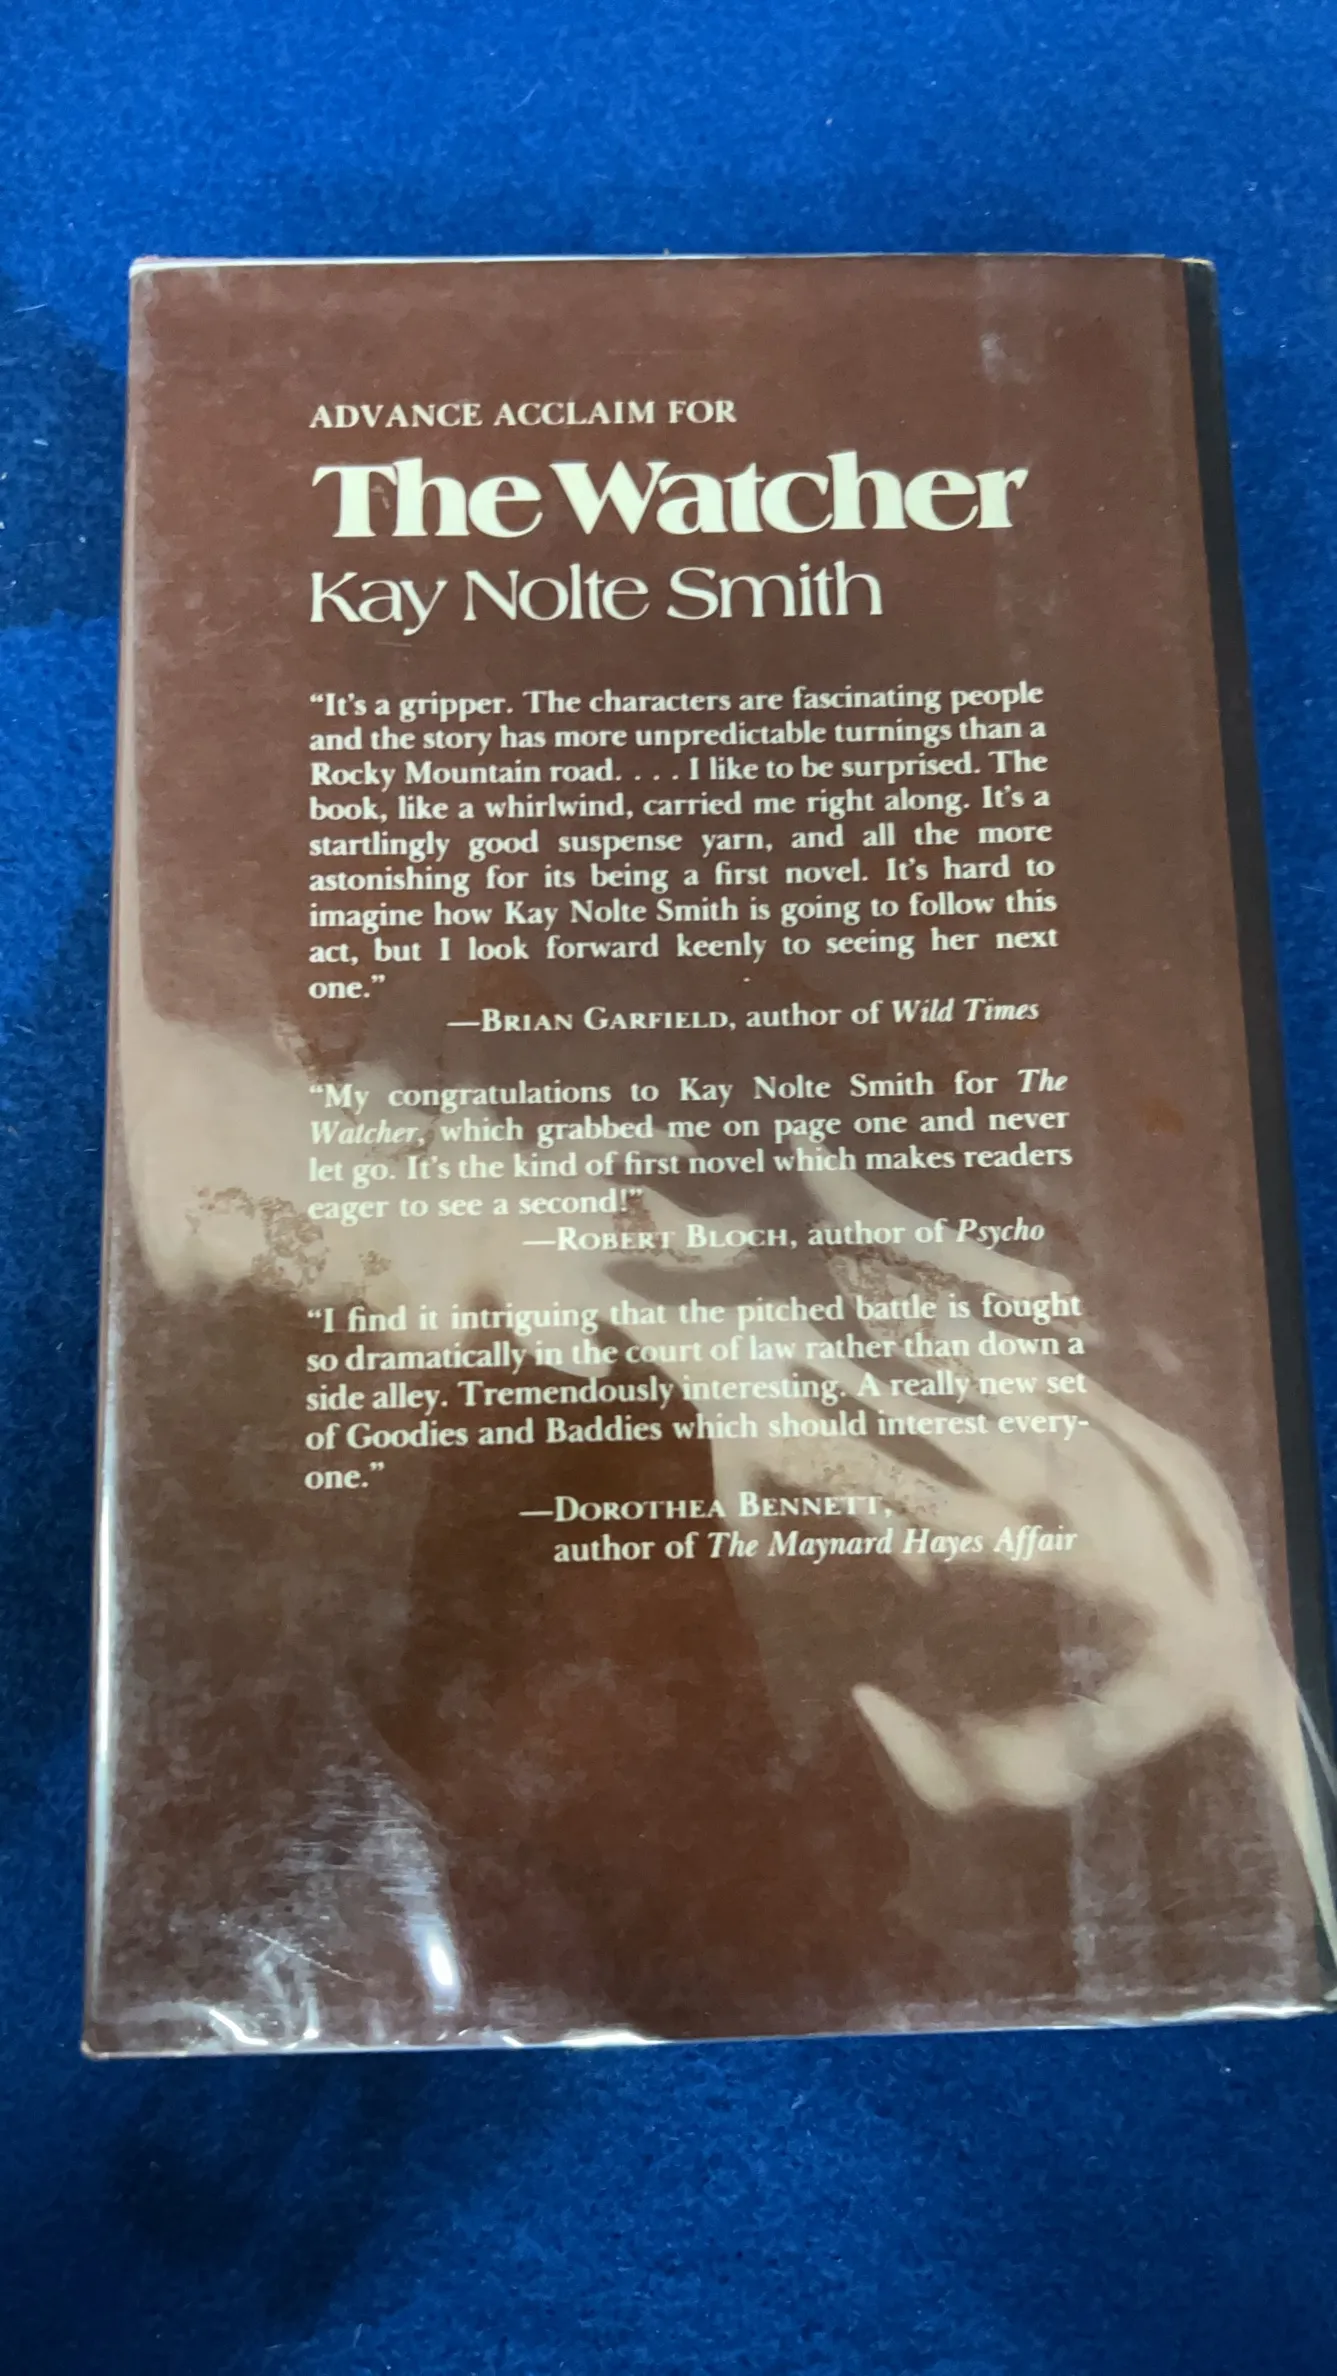 ADVANCE ACCLAIM FOR
The Watcher
Kay Nolte Smith
“It’s a gripper. The characters are fascinating people
and the story has more unpredictable turnings than a
Rocky Mountain road. . . . I like to be surprised. The
book, like a whirlwind, carried me right along. It’s a
startlingly good suspense yarn, and all the more
astonishing for its being a first novel. It’s hard to
imagine how Kay Nolte Smith is going to follow this
act, but I look forward keenly to seeing her next
one.”
—BRIAN GARFIELD, author of Wild Times
“My congratulations to Kay Nolte Smith for The
Watcher, which grabbed me on page one and never
let go. It’s the kind of first novel which makes readers
eager to see a second!”
—ROBERT BLOCH, author of Psycho
“I find it intriguing that the pitched battle is fought
so dramatically in the court of law rather than down a
side alley. Tremendously interesting. A really new set
of Goodies and Baddies which should interest every-
one.”
—DOROTHEA BENNETT,
author of The Maynard Hayes Affair